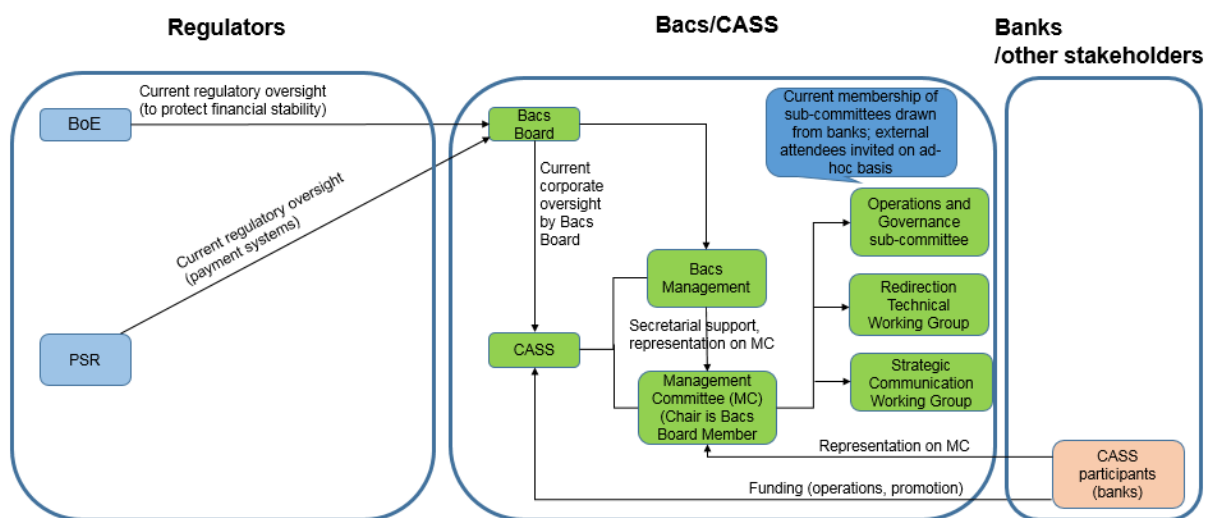 Regulators
Bacs/CASS
Banks
/other stakeholders
Current regulatory oversight
(to protect financial stability)
BoE
Bacs
Board
Current membership of
sub-committees drawn
from banks; external
attendees invited on ad-
hoc basis
Current
corporate
oversight
by Bacs
Board
Current regulatory oversight
(payment systems)
Operations and
Governance
sub-committee
Bacs
Management
Redirection
Technical
Working Group
Secretarial support,
representation on MC
PSR
CASS
Strategic
Communication
Working Group
Management
Committee (MC)
(Chair is Bacs
Board Member
Representation on MC
CASS
participants
(banks)
Funding (operations, promotion)